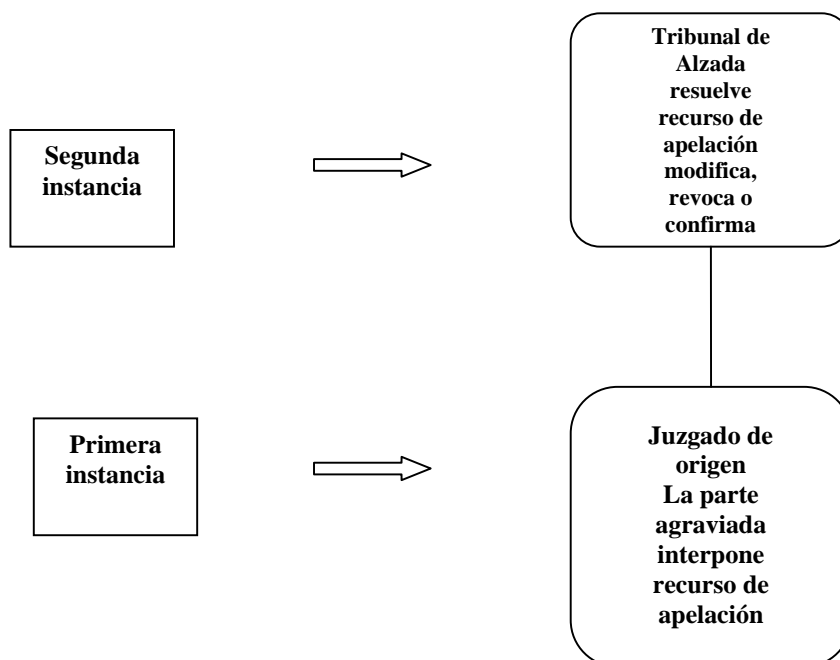 Segunda
instancia
Tribunal de
Alzada
resuelve
recurso de
apelación
modifica,
revoca o
confirma
Primera
instancia
Juzgado de
origen
La parte
agraviada
interpone
recurso de
apelación